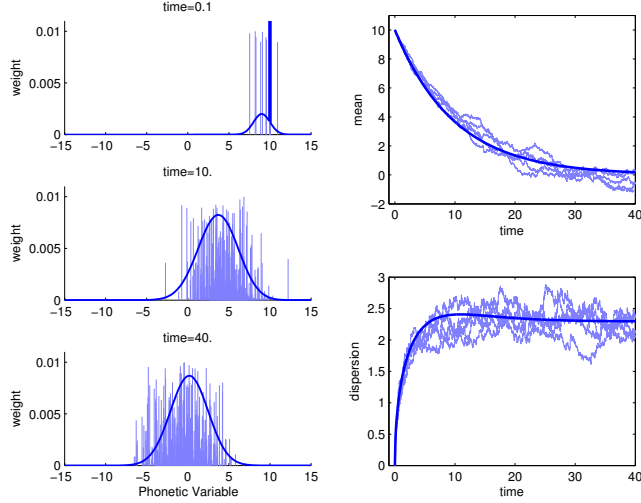 time=0.1
0.01
0.005
0
weight
−15 −10 −5 0 5 10 15
time=10.
0.01
0.005
0
weight
−15 −10 −5 0 5 10 15
time=40.
0.01
0.005
0
weight
−15 −10 −5 0 5 10 15
Phonetic Variable
10
8
6
4
2
0
−2
mean
0 10 20 30 40
time
3
2.5
2
1.5
1
0.5
0
dispersion
0 10 20 30 40
time